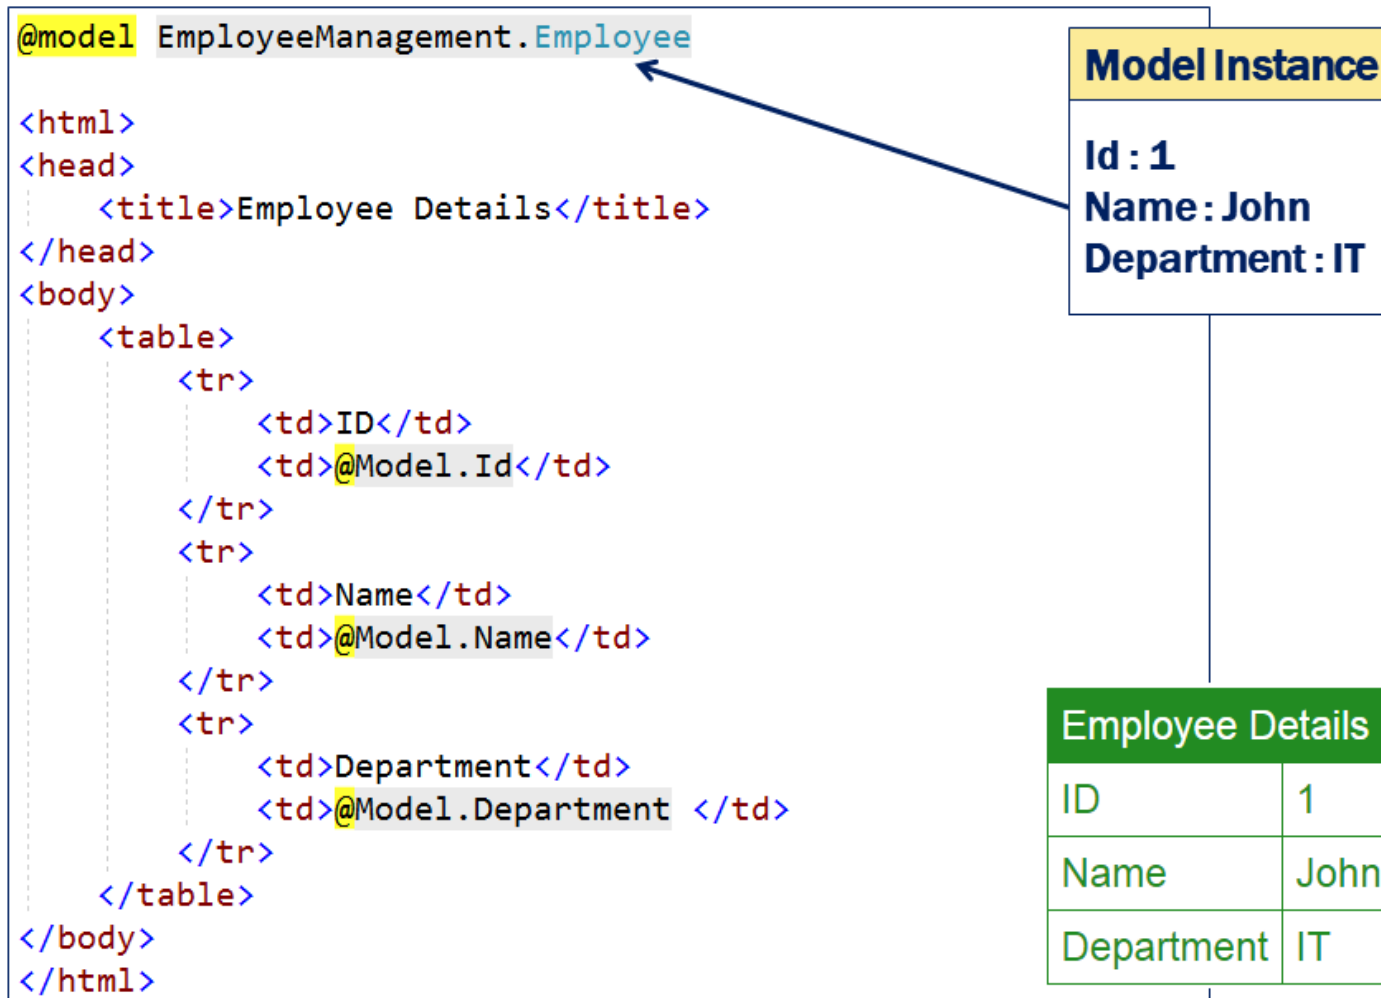 @model EmployeeManagement.Employee
<html>
<head>
<title>Employee Details</title>
</head>
<body>
<table>
<tr>
<td>ID</td>
<td>@Model.Id</td>
</tr>
<tr>
<td>Name</td>
<td>@Model.Name</td>
</tr>
<tr>
<td>Department</td>
<td>@Model.Department </td>
</tr>
</table>
</body>
</html>
Model Instance
Id : 1
Name : John
Department : IT
Employee Details
ID 1
Name John
Department IT